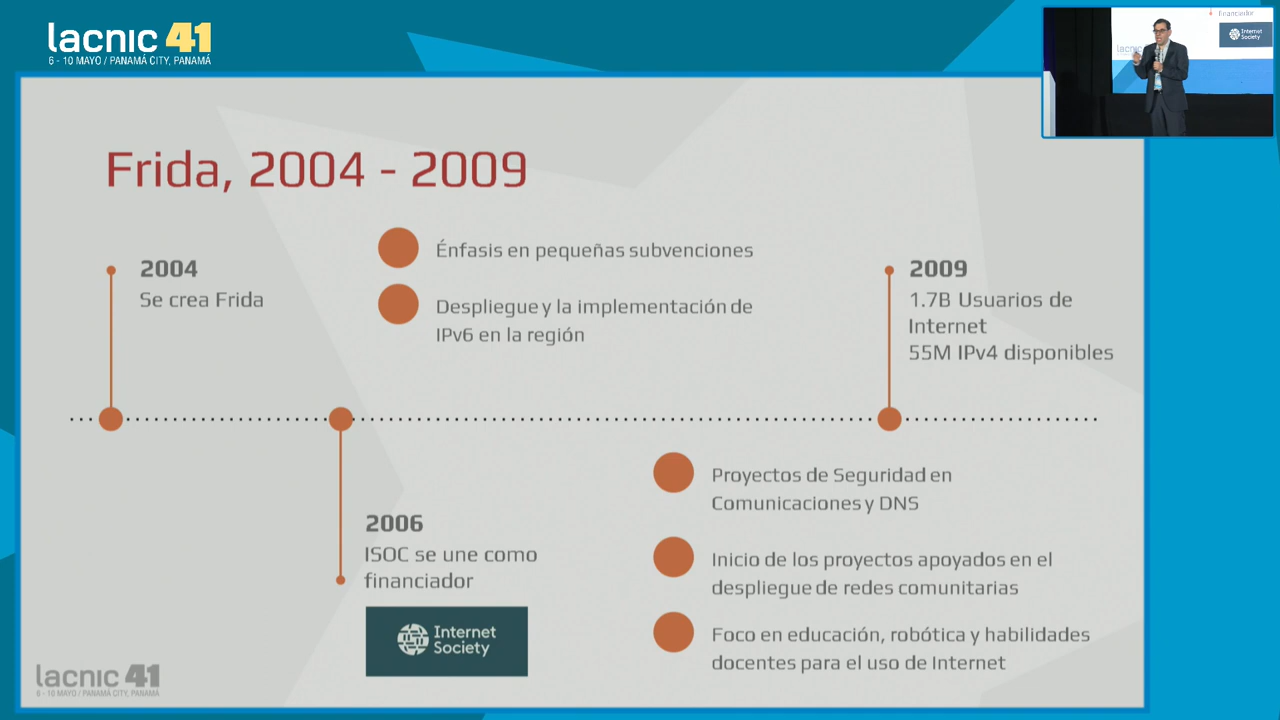 lacnic 41
6 - 10 MAYO / PANAMÁ CITY, PANAMÁ
financiador
Internet
Society
lacnic
Frida, 2004 - 2009
2004
Se crea Frida
Énfasis en pequeñas subvenciones
Despliegue y la implementación de
IPv6 en la región
2009
1.7B Usuarios de
Internet
55M IPv4 disponibles
2006
ISOC se une como
financiador
Internet
Society
Proyectos de Seguridad en
Comunicaciones y DNS
Inicio de los proyectos apoyados en el
despliegue de redes comunitarias
Foco en educación, robótica y habilidades
docentes para el uso de Internet
lacnic 41
6 - 10 MAYO / PANAMÁ CITY, PANAMÁ